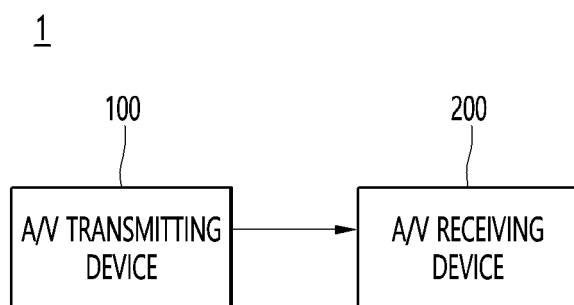 1
100
200
A/V TRANSMITTING
DEVICE
A/V RECEIVING
DEVICE